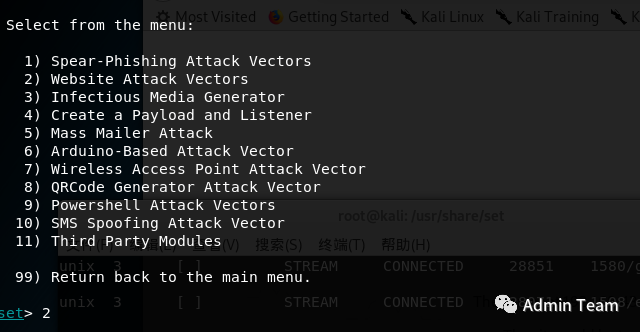 Most Visited Getting Started Kali Linux Kali Training K
Select from the menu:
1) Spear-Phishing Attack Vectors
2) Website Attack Vectors
3) Infectious Media Generator
4) Create a Payload and Listener
5) Mass Mailer Attack
6) Arduino-Based Attack Vector
7) Wireless Access Point Attack Vector
8) QRCode Generator Attack Vector
9) Powershell Attack Vectors
root@kali: /usr/share/set
10) SMS Spoofing Attack Vector
11) Third Party Modules
搜索(S) 终端(T) 帮助(H)
unix 3 [ ] STREAM CONNECTED 28851 1580/g
99) Return back to the main menu.
unix 3 [ ] STREAM CONNECTED
Admin Team
set> 2